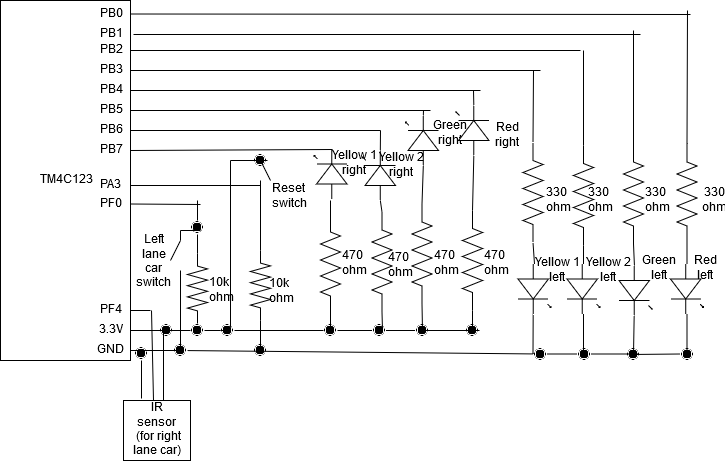 PB0
PB1
PB2
PB3
PB4
PB5
PB6
PB7
TM4C123
PA3
PF0
PF4
3.3V
GND
Left
lane
car
switch
10k
ohm
10k
ohm
Reset
switch
Yellow 1
right
Yellow 2
right
Green
right
Red
right
470
ohm
470
ohm
470
ohm
470
ohm
330
ohm
330
ohm
330
ohm
330
ohm
Yellow 1
left
Yellow 2
left
Green
left
Red
left
IR
sensor
(for right
lane car)